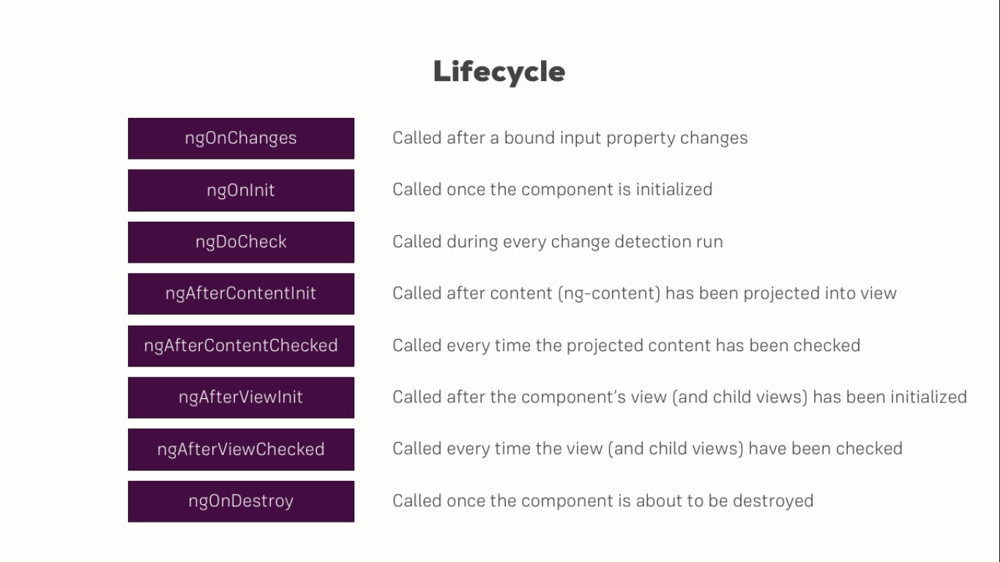 Lifecycle
ngOnChanges Called after a bound input property changes
ngOnInit Called once the component is initialized
ngDoCheck Called during every change detection run
ngAfterContentInit Called after content (ng-content) has been projected into view
ngAfterContentChecked Called every time the projected content has been checked
ngAfterViewInit Called after the component’s view (and child views) has been initialized
ngAfterViewChecked Called every time the view (and child views) have been checked
ngOnDestroy Called once the component is about to be destroyed